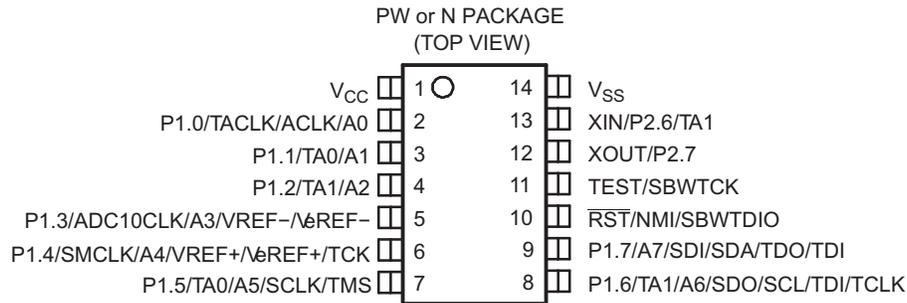 PW or N PACKAGE
(TOP VIEW)
VCC 1 14 VSS
P1.0/TACLK/ACLK/A0 2 13 XIN/P2.6/TA1
P1.1/TA0/A1 3 12 XOUT/P2.7
P1.2/TA1/A2 4 11 TEST/SBWTCK
P1.3/ADC10CLK/A3/VREF−/VeREF− 5 10 RST/NMI/SBWTDIO
P1.4/SMCLK/A4/VREF+/VeREF+/TCK 6 9 P1.7/A7/SDI/SDA/TDO/TDI
P1.5/TA0/A5/SCLK/TMS 7 8 P1.6/TA1/A6/SDO/SCL/TDI/TCLK